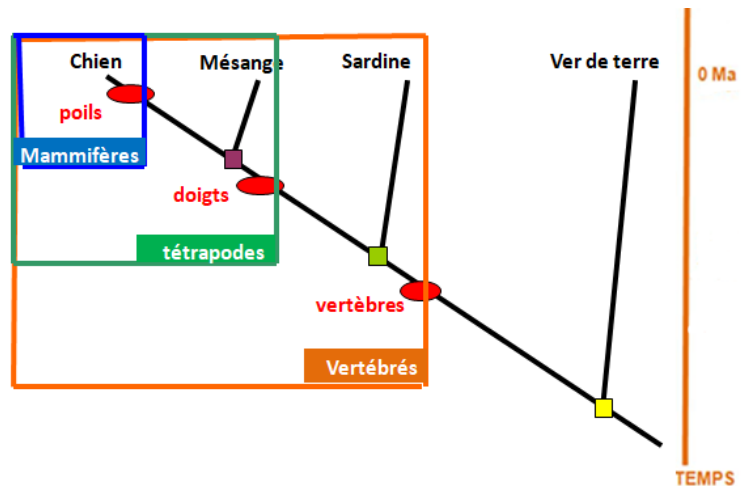 Chien
Mésange
Sardine
Ver de terre
0 Ma
poils
Mammifères
doigts
tétrapodes
vertèbres
Vertébrés
TEMPS